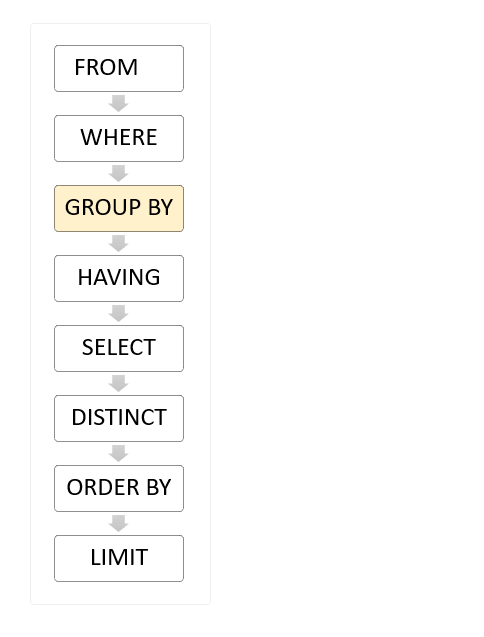 FROM
WHERE
GROUP BY
HAVING
SELECT
DISTINCT
ORDER BY
LIMIT